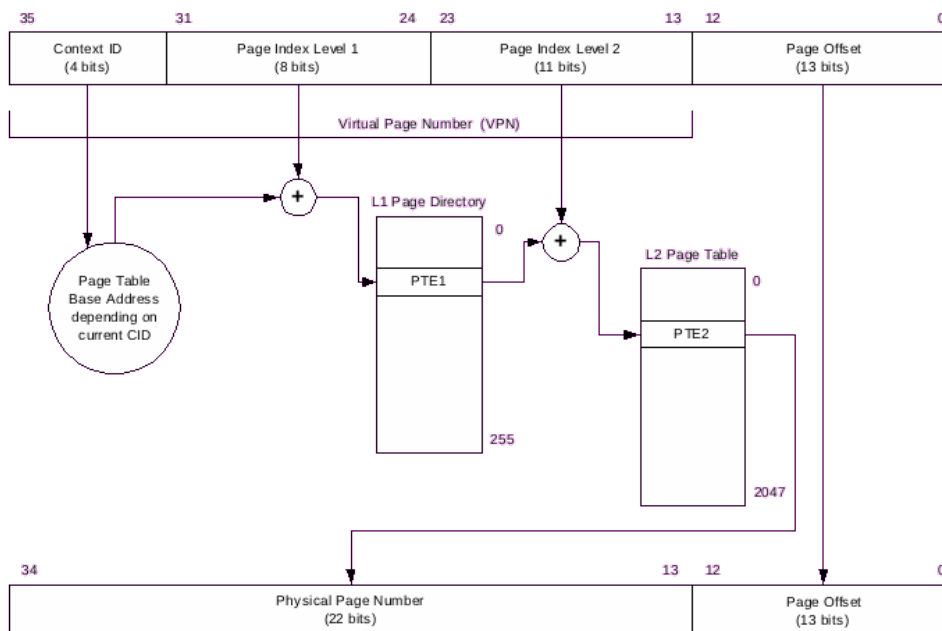 35 31 24 23 13 12 0
Context ID Page Index Level 1 Page Index Level 2 Page Offset
(4 bits) (8 bits) (11 bits) (13 bits)
Virtual Page Number (VPN)
+
L1 Page Directory
0
+
L2 Page Table
Page Table
Base Address
depending on
current CID
PTE1
0
PTE2
255
2047
34 13 12 0
Physical Page Number Page Offset
(22 bits) (13 bits)